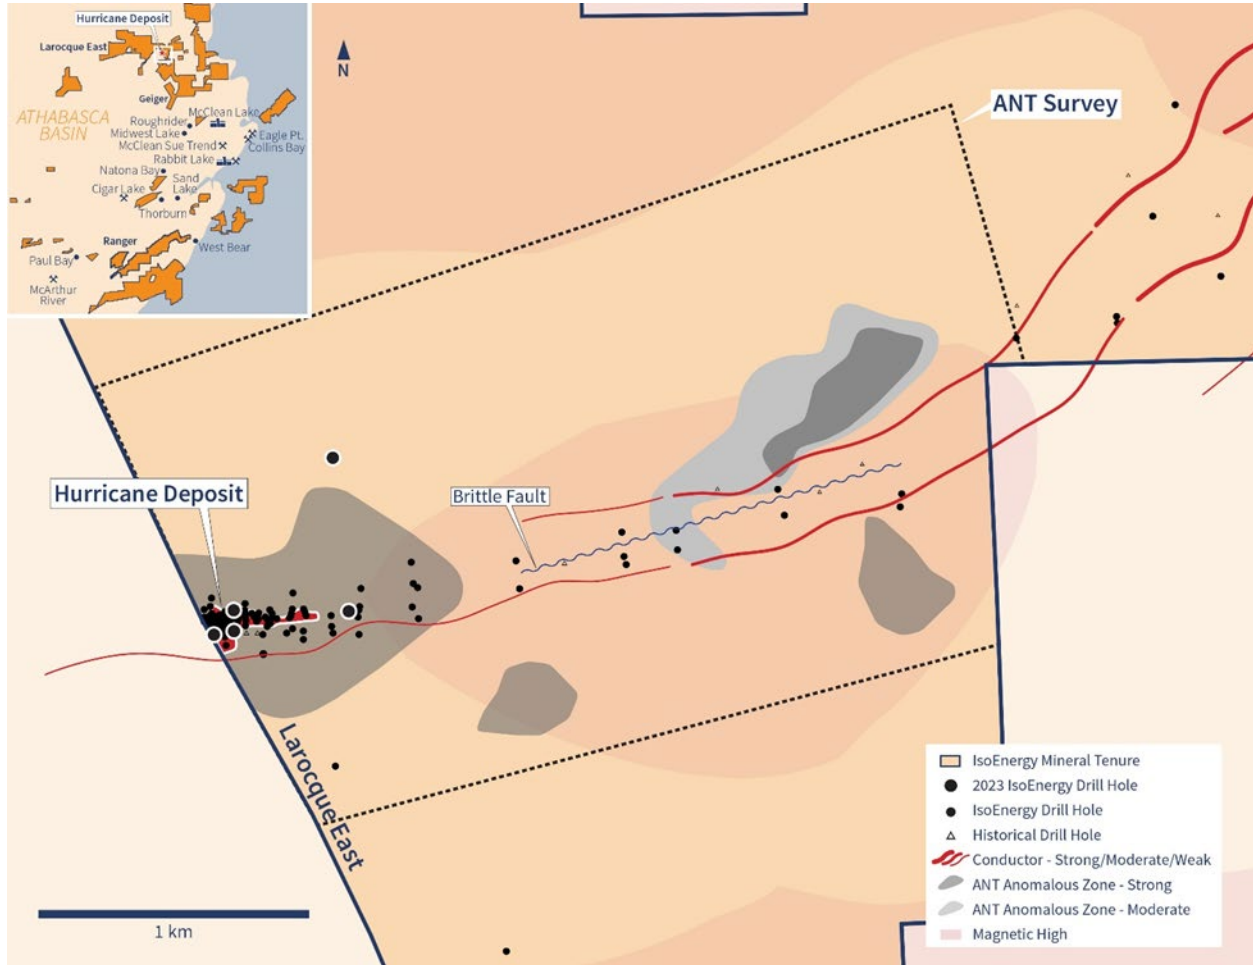 Hurricane Deposit
Larocque East
Geiger
ATHABASCA
BASIN
McClean Lake
Roughrider
Midwest Lake
McClean Sue Trend
Eagle Pt.
Collins Bay
Rabbit Lake
Natona Bay
Sand
Lake
Cigar Lake
Thorburn
Ranger
West Bear
Paul Bay
McArthur
River
N
ANT Survey
Hurricane Deposit
Brittle Fault
Larocque East
1 km
IsoEnergy Mineral Tenure
2023 IsoEnergy Drill Hole
IsoEnergy Drill Hole
Historical Drill Hole
Conductor - Strong/Moderate/Weak
ANT Anomalous Zone - Strong
ANT Anomalous Zone - Moderate
Magnetic High